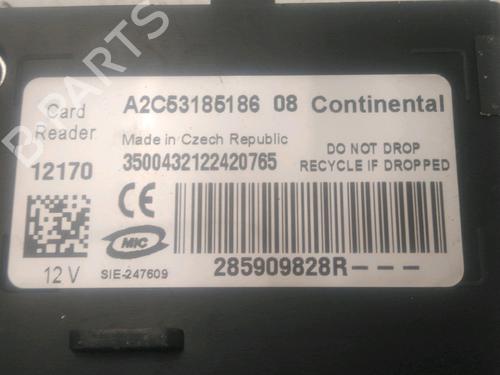 Card
Reader
12170
A2C53185186 08 Continental
Made in Czech Republic
3500432122420765
DO NOT DROP
RECYCLE IF DROPPED
CE
MIC
12 V
SIE-247609
285909828R---
B-PARTS